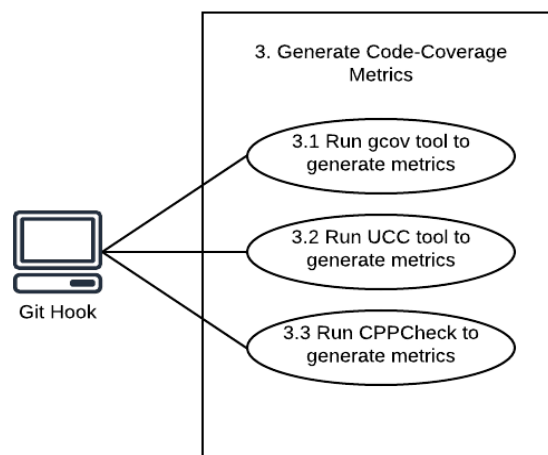 3. Generate Code-Coverage
Metrics
3.1 Run gcov tool to
generate metrics
3.2 Run UCC tool to
generate metrics
Git Hook
3.3 Run CPPCheck to
generate metrics